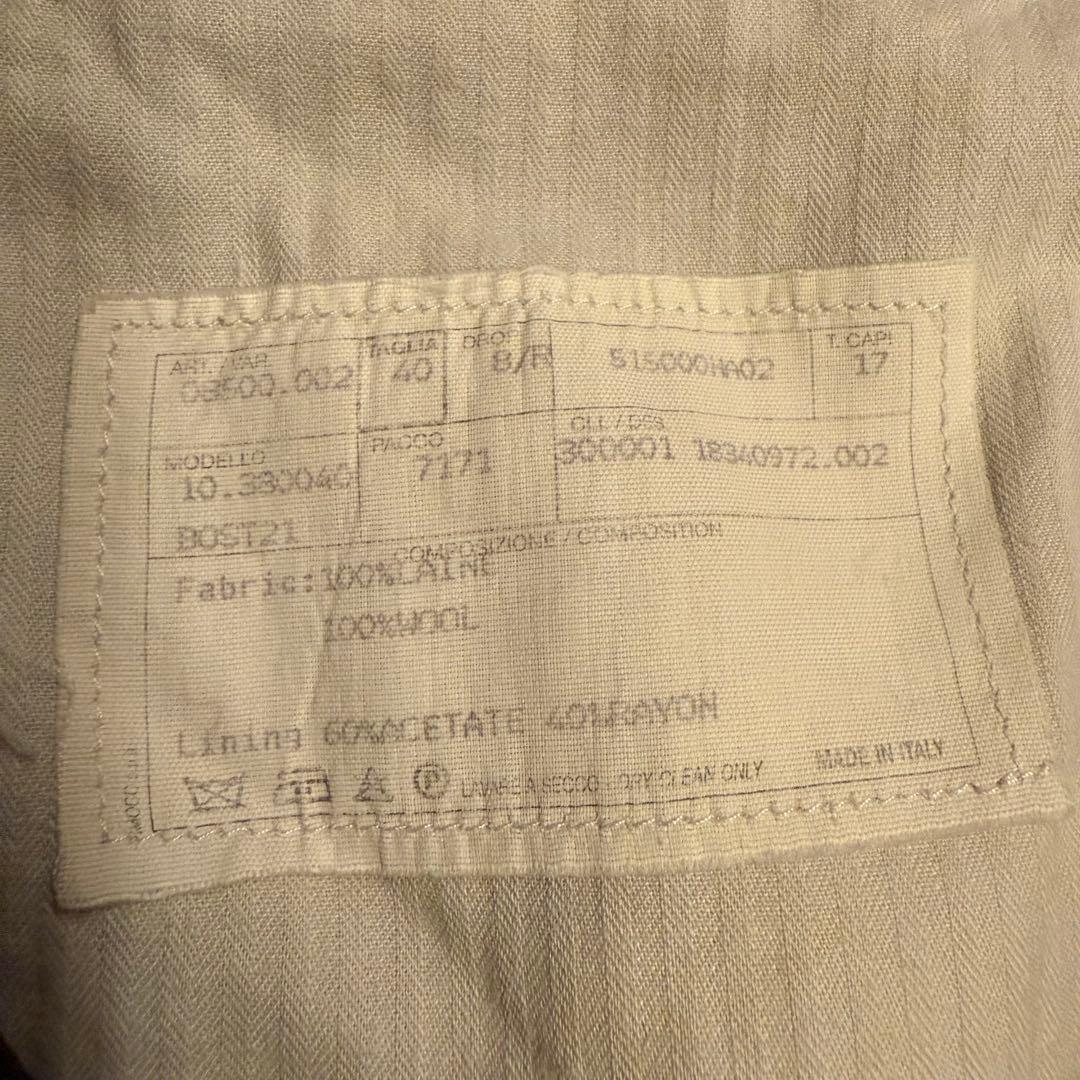 ART. / VAR. TAGLIA DROP T. CAPI
08500.002 40 8/R 515000HA02 17
MODELLO PACCO CLI./DSS
10.330040 7171 300001 18340972.002
BOST21
COMPOSIZIONE / COMPOSITION
Fabric:100%LAINE
100%WOOL
Lining 60%ACETATE 40%RAYON
P LAVARE A SECCO - DRY CLEAN ONLY MADE IN ITALY